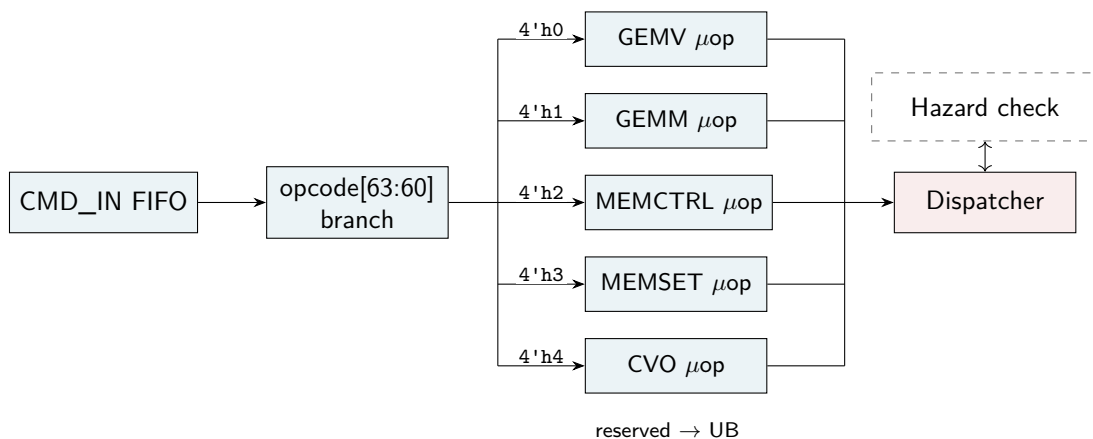 CMD_IN FIFO
opcode[63:60]
branch
4'h0
GEMV μop
4'h1
GEMM μop
4'h2
MEMCTRL μop
4'h3
MEMSET μop
4'h4
CVO μop
reserved → UB
Hazard check
Dispatcher